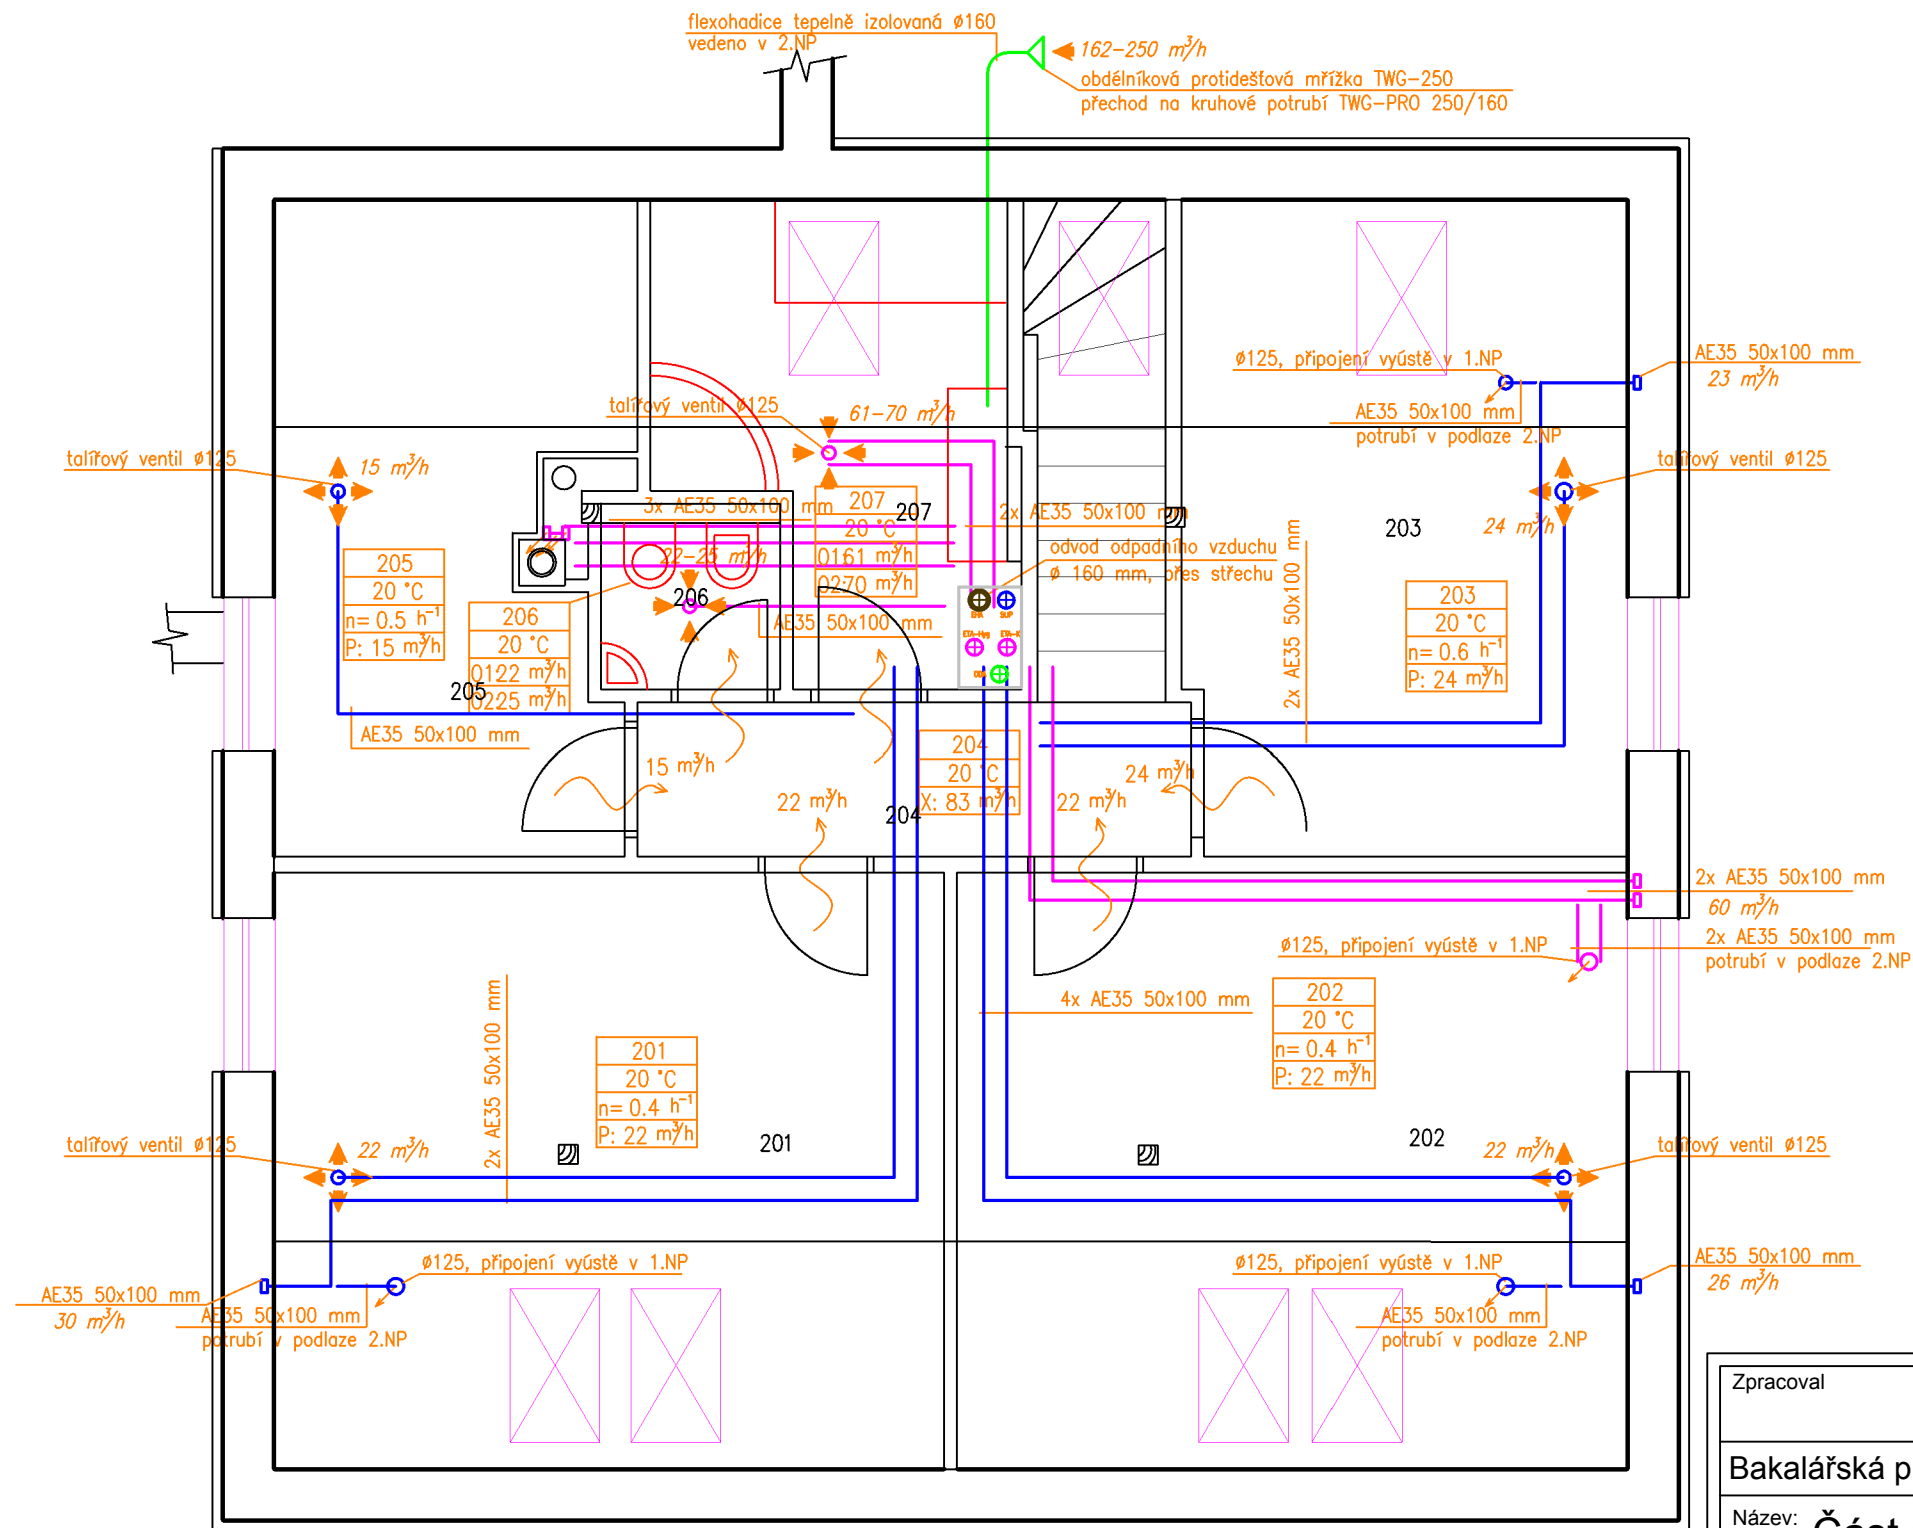 flexohadice tepelně izolovaná ø160
vedeno v 2.NP
162-250 m³/h
obdélníková protidešťová mřížka TWG-250
přechod na kruhové potrubí TWG-PRO 250/160
ø125, připojení vyústě v 1.NP
AE35 50x100 mm
23 m³/h
AE35 50x100 mm
potrubí v podlaze 2.NP
talířový ventil ø125
61-70 m³/h
talířový ventil ø125
15 m³/h
talířový ventil ø125
24 m³/h
3x AE35 50x100 mm
207
20 °C
O161 m³/h
O270 m³/h
207
2x AE35 50x100 mm
203
22-25 m³/h
odvod odpadního vzduchu
ø 160 mm, přes střechu
2x AE35 50x100 mm
205
20 °C
n= 0.5 h⁻¹
P: 15 m³/h
206
20 °C
O122 m³/h
O225 m³/h
206
AE35 50x100 mm
EHA
SUP
ETA-Hyg
ETA-K
ODA
203
20 °C
n= 0.6 h⁻¹
P: 24 m³/h
205
AE35 50x100 mm
15 m³/h
204
20 °C
X: 83 m³/h
204
24 m³/h
22 m³/h
22 m³/h
2x AE35 50x100 mm
60 m³/h
ø125, připojení vyústě v 1.NP
2x AE35 50x100 mm
potrubí v podlaze 2.NP
4x AE35 50x100 mm
2x AE35 50x100 mm
202
20 °C
n= 0.4 h⁻¹
P: 22 m³/h
201
20 °C
n= 0.4 h⁻¹
P: 22 m³/h
201
202
talířový ventil ø125
22 m³/h
22 m³/h
talířový ventil ø125
ø125, připojení vyústě v 1.NP
ø125, připojení vyústě v 1.NP
AE35 50x100 mm
26 m³/h
AE35 50x100 mm
30 m³/h
AE35 50x100 mm
potrubí v podlaze 2.NP
AE35 50x100 mm
potrubí v podlaze 2.NP
Zpracoval
Bakalářská p
Název:
Část